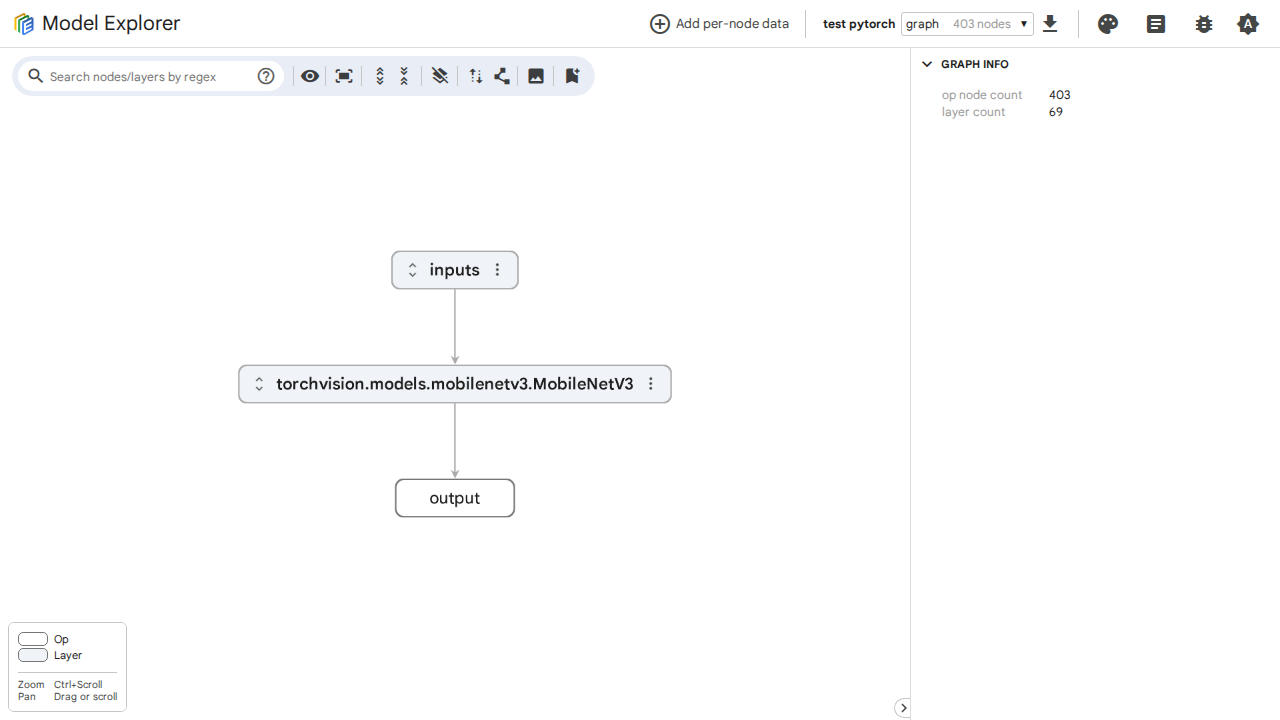 Model Explorer
Add per-node data
test pytorch
graph 403 nodes
A
Search nodes/layers by regex
GRAPH INFO
op node count 403
layer count 69
inputs
torchvision.models.mobilenetv3.MobileNetV3
output
Op
Layer
Zoom Ctrl+Scroll
Pan Drag or scroll